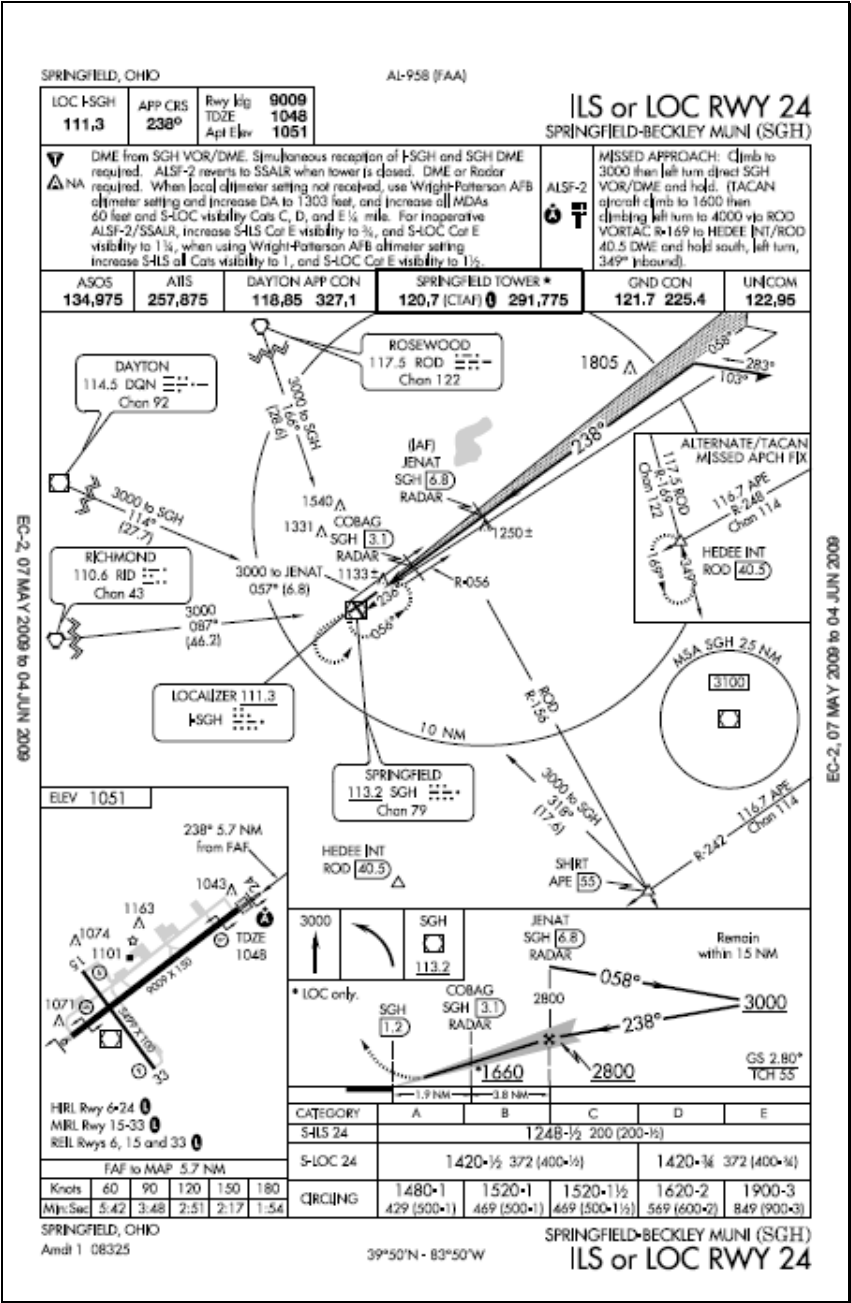 SPRINGFIELD, OHIO
AL-958 (FAA)
LOC I-SGH
111.3
APP CRS
238°
Rwy ldg 9009
TDZE 1048
Apt Elev 1051
ILS or LOC RWY 24
SPRINGFIELD-BECKLEY MUNI (SGH)
T
A NA
DME from SGH VOR/DME. Simultaneous reception of I-SGH and SGH DME
required. ALSF-2 reverts to SSALR when tower is closed. DME or Radar
required. When local altimeter setting not received, use Wright-Patterson AFB
altimeter setting and increase DA to 1303 feet, and increase all MDAs
60 feet and S-LOC visibility Cats C, D, and E ¼ mile. For inoperative
ALSF-2/SSALR, increase S-ILS Cat E visibility to ¾, and S-LOC Cat E
visibility to 1¼, when using Wright-Patterson AFB altimeter setting
increase S-ILS all Cats visibility to 1, and S-LOC Cat E visibility to 1½.
ALSF-2
A
MISSED APPROACH: Climb to
3000 then left turn direct SGH
VOR/DME and hold. (TACAN
aircraft climb to 1600 then
climbing left turn to 4000 via ROD
VORTAC R-169 to HEDEE INT/ROD
40.5 DME and hold south, left turn,
349° inbound).
ASOS
134.975
ATIS
257.875
DAYTON APP CON
118.85 327.1
SPRINGFIELD TOWER ★
120.7 (CTAF) L 291.775
GND CON
121.7 225.4
UNICOM
122.95
ROSEWOOD
117.5 ROD
Chan 122
DAYTON
114.5 DQN
Chan 92
3000 to SGH
166°
(28.6)
1805
058°
283°
103°
238°
(IAF)
JENAT
SGH 6.8
RADAR
ALTERNATE/TACAN
MISSED APCH FIX
117.5 ROD
R-169
Chan 122
116.7 APE
R-248
Chan 114
HEDEE INT
ROD 40.5
169°
349°
3000 to SGH
114°
(27.7)
1540
1331
COBAG
SGH 3.1
RADAR
1250±
1133±
RICHMOND
110.6 RID
Chan 43
3000 to JENAT
057° (6.8)
R-056
236°
056°
3000
087°
(46.2)
LOCALIZER 111.3
I-SGH
ROD
R-156
MSA SGH 25 NM
3100
10 NM
SPRINGFIELD
113.2 SGH
Chan 79
3000 to SGH
318°
(17.6)
116.7 APE
Chan 114
R-242
HEDEE INT
ROD 40.5
SHIRT
APE 55
EC-2, 07 MAY 2009 to 04 JUN 2009
EC-2, 07 MAY 2009 to 04 JUN 2009
ELEV 1051
238° 5.7 NM
from FAF
1043
24
A
TDZE
1048
1163
1074
1101
15
9009 X 150
1071
5499 X 100
6
33
HIRL Rwy 6-24 L
MIRL Rwy 15-33 L
REIL Rwys 6, 15 and 33 L
FAF to MAP 5.7 NM
Knots 60 90 120 150 180
Min:Sec 5:42 3:48 2:51 2:17 1:54
3000
SGH
113.2
JENAT
SGH 6.8
RADAR
Remain
within 15 NM
* LOC only.
SGH
1.2
COBAG
SGH 3.1
RADAR
2800
058°
3000
238°
*1660
2800
GS 2.80°
TCH 55
1.9 NM
3.8 NM
CATEGORY A B C D E
S-ILS 24 1248-½ 200 (200-½)
S-LOC 24 1420-½ 372 (400-½) 1420-¾ 372 (400-¾)
CIRCLING
1480-1
429 (500-1)
1520-1
469 (500-1)
1520-1½
469 (500-1½)
1620-2
569 (600-2)
1900-3
849 (900-3)
SPRINGFIELD, OHIO
Amdt 1 08325
39°50'N - 83°50'W
SPRINGFIELD-BECKLEY MUNI (SGH)
ILS or LOC RWY 24